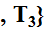 , T₃}